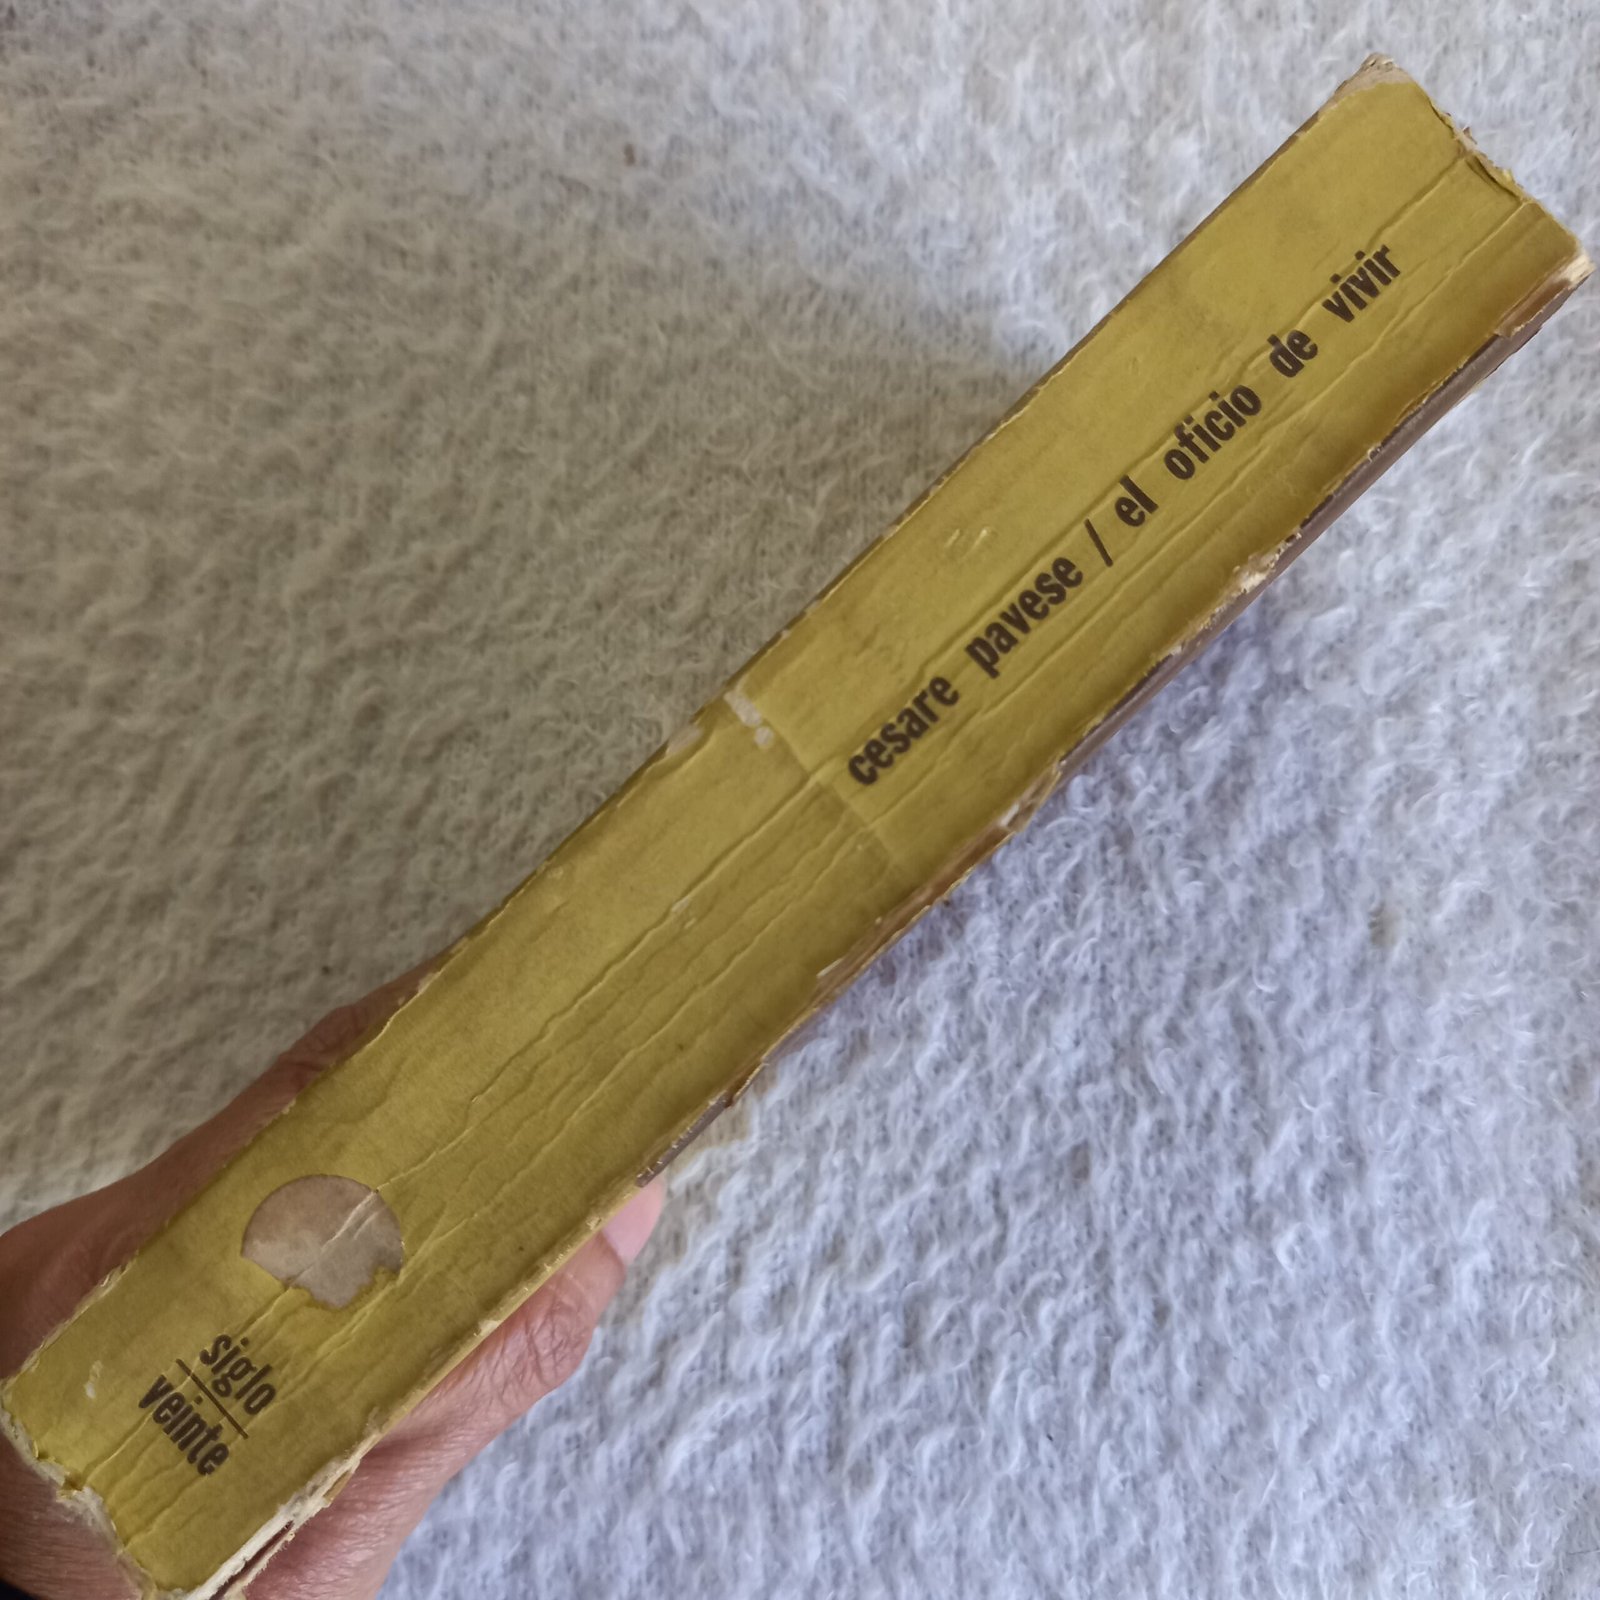 cesare pavese / el oficio de vivir
siglo
veinte